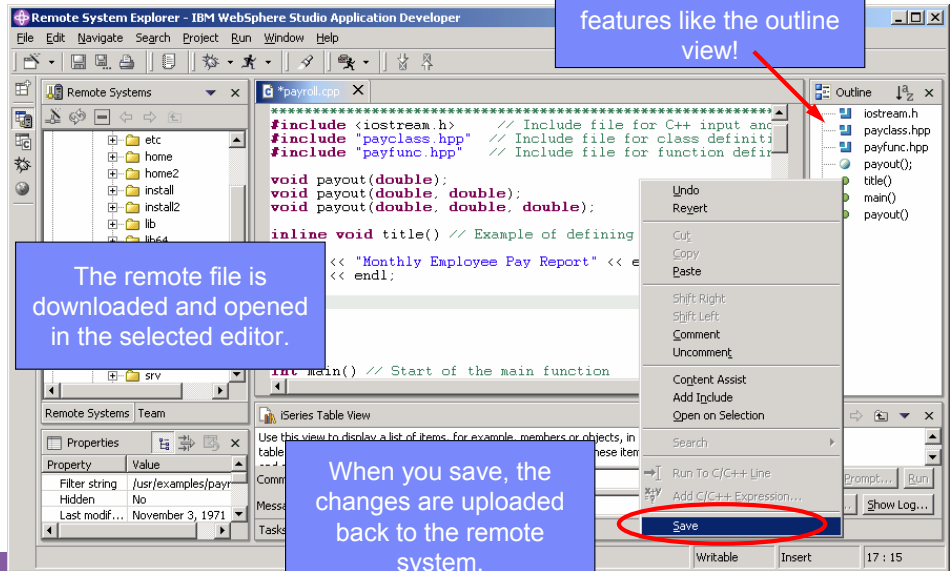 Remote System Explorer - IBM WebSphere Studio Application Developer
features like the outline
view!
File Edit Navigate Search Project Run Window Help
Remote Systems
etc
home
home2
install
install2
lib
lib64
srv
Remote Systems Team
*payroll.cpp
*****************************************************************
#include <iostream.h> // Include file for C++ input and
#include "payclass.hpp" // Include file for class definiti
#include "payfunc.hpp" // Include file for function defin
void payout(double);
void payout(double, double);
void payout(double, double, double);
inline void title() // Example of defining
<< "Monthly Employee Pay Report" << e
<< endl;
int main() // Start of the main function
Outline
iostream.h
payclass.hpp
payfunc.hpp
payout();
title()
main()
payout()
The remote file is
downloaded and opened
in the selected editor.
Undo
Revert
Cut
Copy
Paste
Shift Right
Shift Left
Comment
Uncomment
Content Assist
Add Include
Open on Selection
Search
Run To C/C++ Line
Add C/C++ Expression...
Save
Properties
Property Value
Filter string /usr/examples/payr
Hidden No
Last modif... November 3, 1971
iSeries Table View
Use this view to display a list of items, for example, members or objects, in
table
hese item
Comm
Prompt... Run
Messa
Show Log...
Tasks
When you save, the
changes are uploaded
back to the remote
system.
Writable Insert 17 : 15